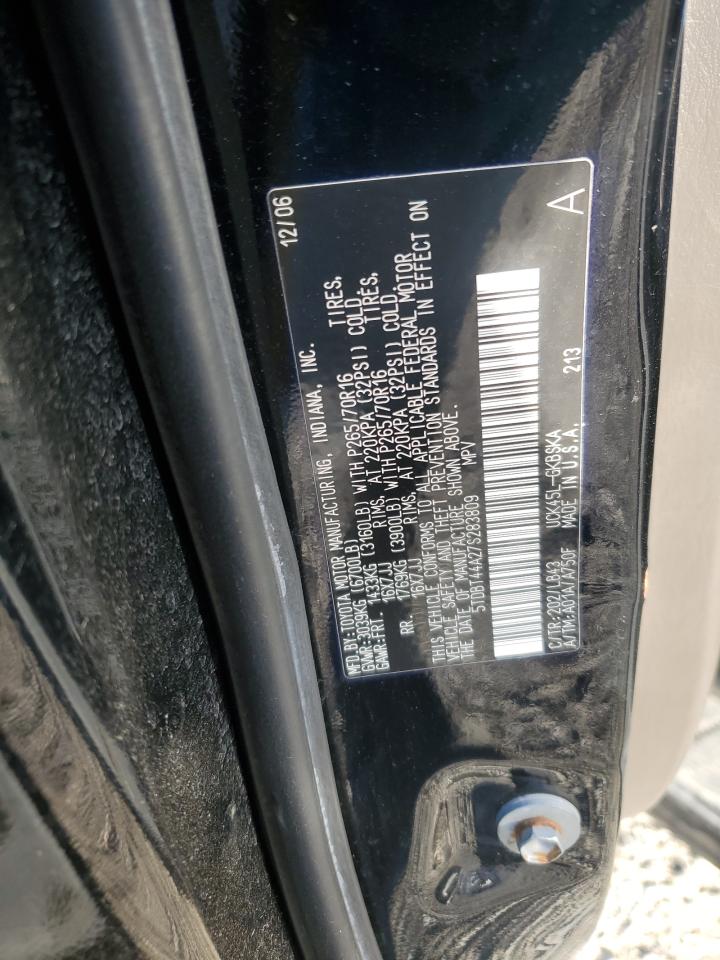 12/06
MFD.BY:TOYOTA MOTOR MANUFACTURING, INDIANA, INC.
GVWR:3039KG(6700LB)
GAWR:FRT. 1433KG(3160LB) WITH P265/70R16 TIRES,
16X7JJ RIMS, AT 220KPA(32PSI) COLD.
RR. 1769KG(3900LB) WITH P265/70R16 TIRES,
16X7JJ RIMS, AT 220KPA(32PSI) COLD.
THIS VEHICLE CONFORMS TO ALL APPLICABLE FEDERAL MOTOR
VEHICLE SAFETY AND THEFT PREVENTION STANDARDS IN EFFECT ON
THE DATE OF MANUFACTURE SHOWN ABOVE.
5TDBT44A27S283809 MPV
C/TR:202/LB43 UCK45L-GKBSKA
A/TM:A01A/A750F MADE IN U.S.A. 213
A